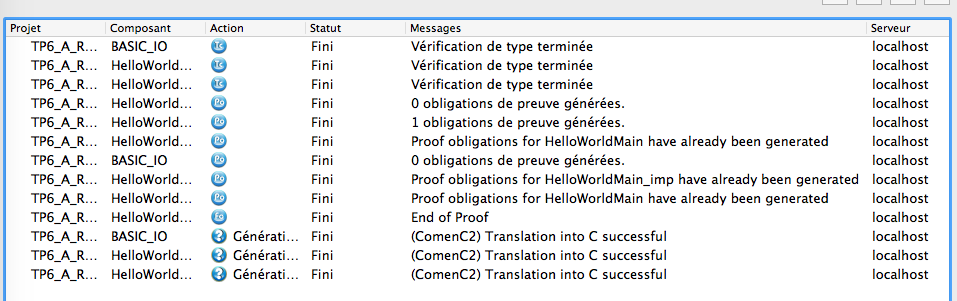 Projet Composant Action Statut Messages Serveur
TP6_A_R... BASIC_IO Tc Fini Vérification de type terminée localhost
TP6_A_R... HelloWorld... Tc Fini Vérification de type terminée localhost
TP6_A_R... HelloWorld... Tc Fini Vérification de type terminée localhost
TP6_A_R... HelloWorld... Po Fini 0 obligations de preuve générées. localhost
TP6_A_R... HelloWorld... Po Fini 1 obligations de preuve générées. localhost
TP6_A_R... HelloWorld... Po Fini Proof obligations for HelloWorldMain have already been generated localhost
TP6_A_R... BASIC_IO Po Fini 0 obligations de preuve générées. localhost
TP6_A_R... HelloWorld... Po Fini Proof obligations for HelloWorldMain_imp have already been generated localhost
TP6_A_R... HelloWorld... Po Fini Proof obligations for HelloWorldMain have already been generated localhost
TP6_A_R... HelloWorld... Fini End of Proof localhost
TP6_A_R... BASIC_IO ? Générati... Fini (ComenC2) Translation into C successful localhost
TP6_A_R... HelloWorld... ? Générati... Fini (ComenC2) Translation into C successful localhost
TP6_A_R... HelloWorld... ? Générati... Fini (ComenC2) Translation into C successful localhost